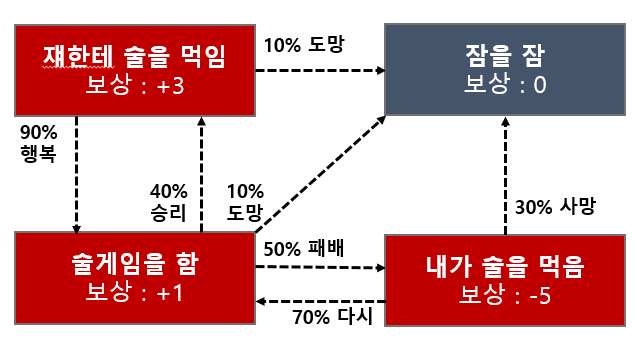 쟤한테 술을 먹임
보상 : +3
10% 도망
잠을 잠
보상 : 0
90%
행복
40%
승리
10%
도망
30% 사망
술게임을 함
보상 : +1
50% 패배
내가 술을 먹음
보상 : -5
70% 다시